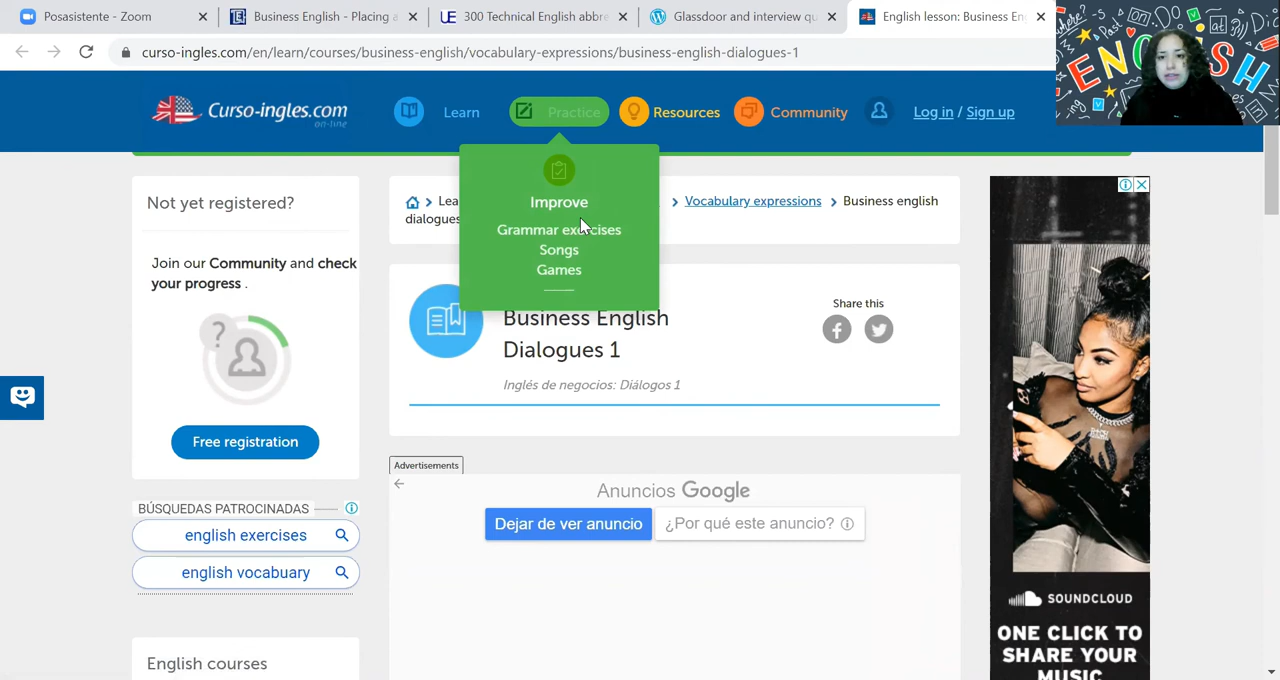 Posasistente - Zoom
Business English - Placing a
300 Technical English abbre
Glassdoor and interview qu
English lesson: Business En
curso-ingles.com/en/learn/courses/business-english/vocabulary-expressions/business-english-dialogues-1
ENGLISH
Curso-ingles.com
on-line
Learn
Practice
Resources
Community
Log in / Sign up
Improve
Grammar exercises
Songs
Games
Not yet registered?
Join our Community and check
your progress .
Free registration
BÚSQUEDAS PATROCINADAS
english exercises
english vocabuary
English courses
Lea
Vocabulary expressions
Business english
dialogues
Business English
Dialogues 1
Inglés de negocios: Diálogos 1
Share this
Advertisements
Anuncios Google
Dejar de ver anuncio
¿Por qué este anuncio?
SOUNDCLOUD
ONE CLICK TO
SHARE YOUR
MUSIC